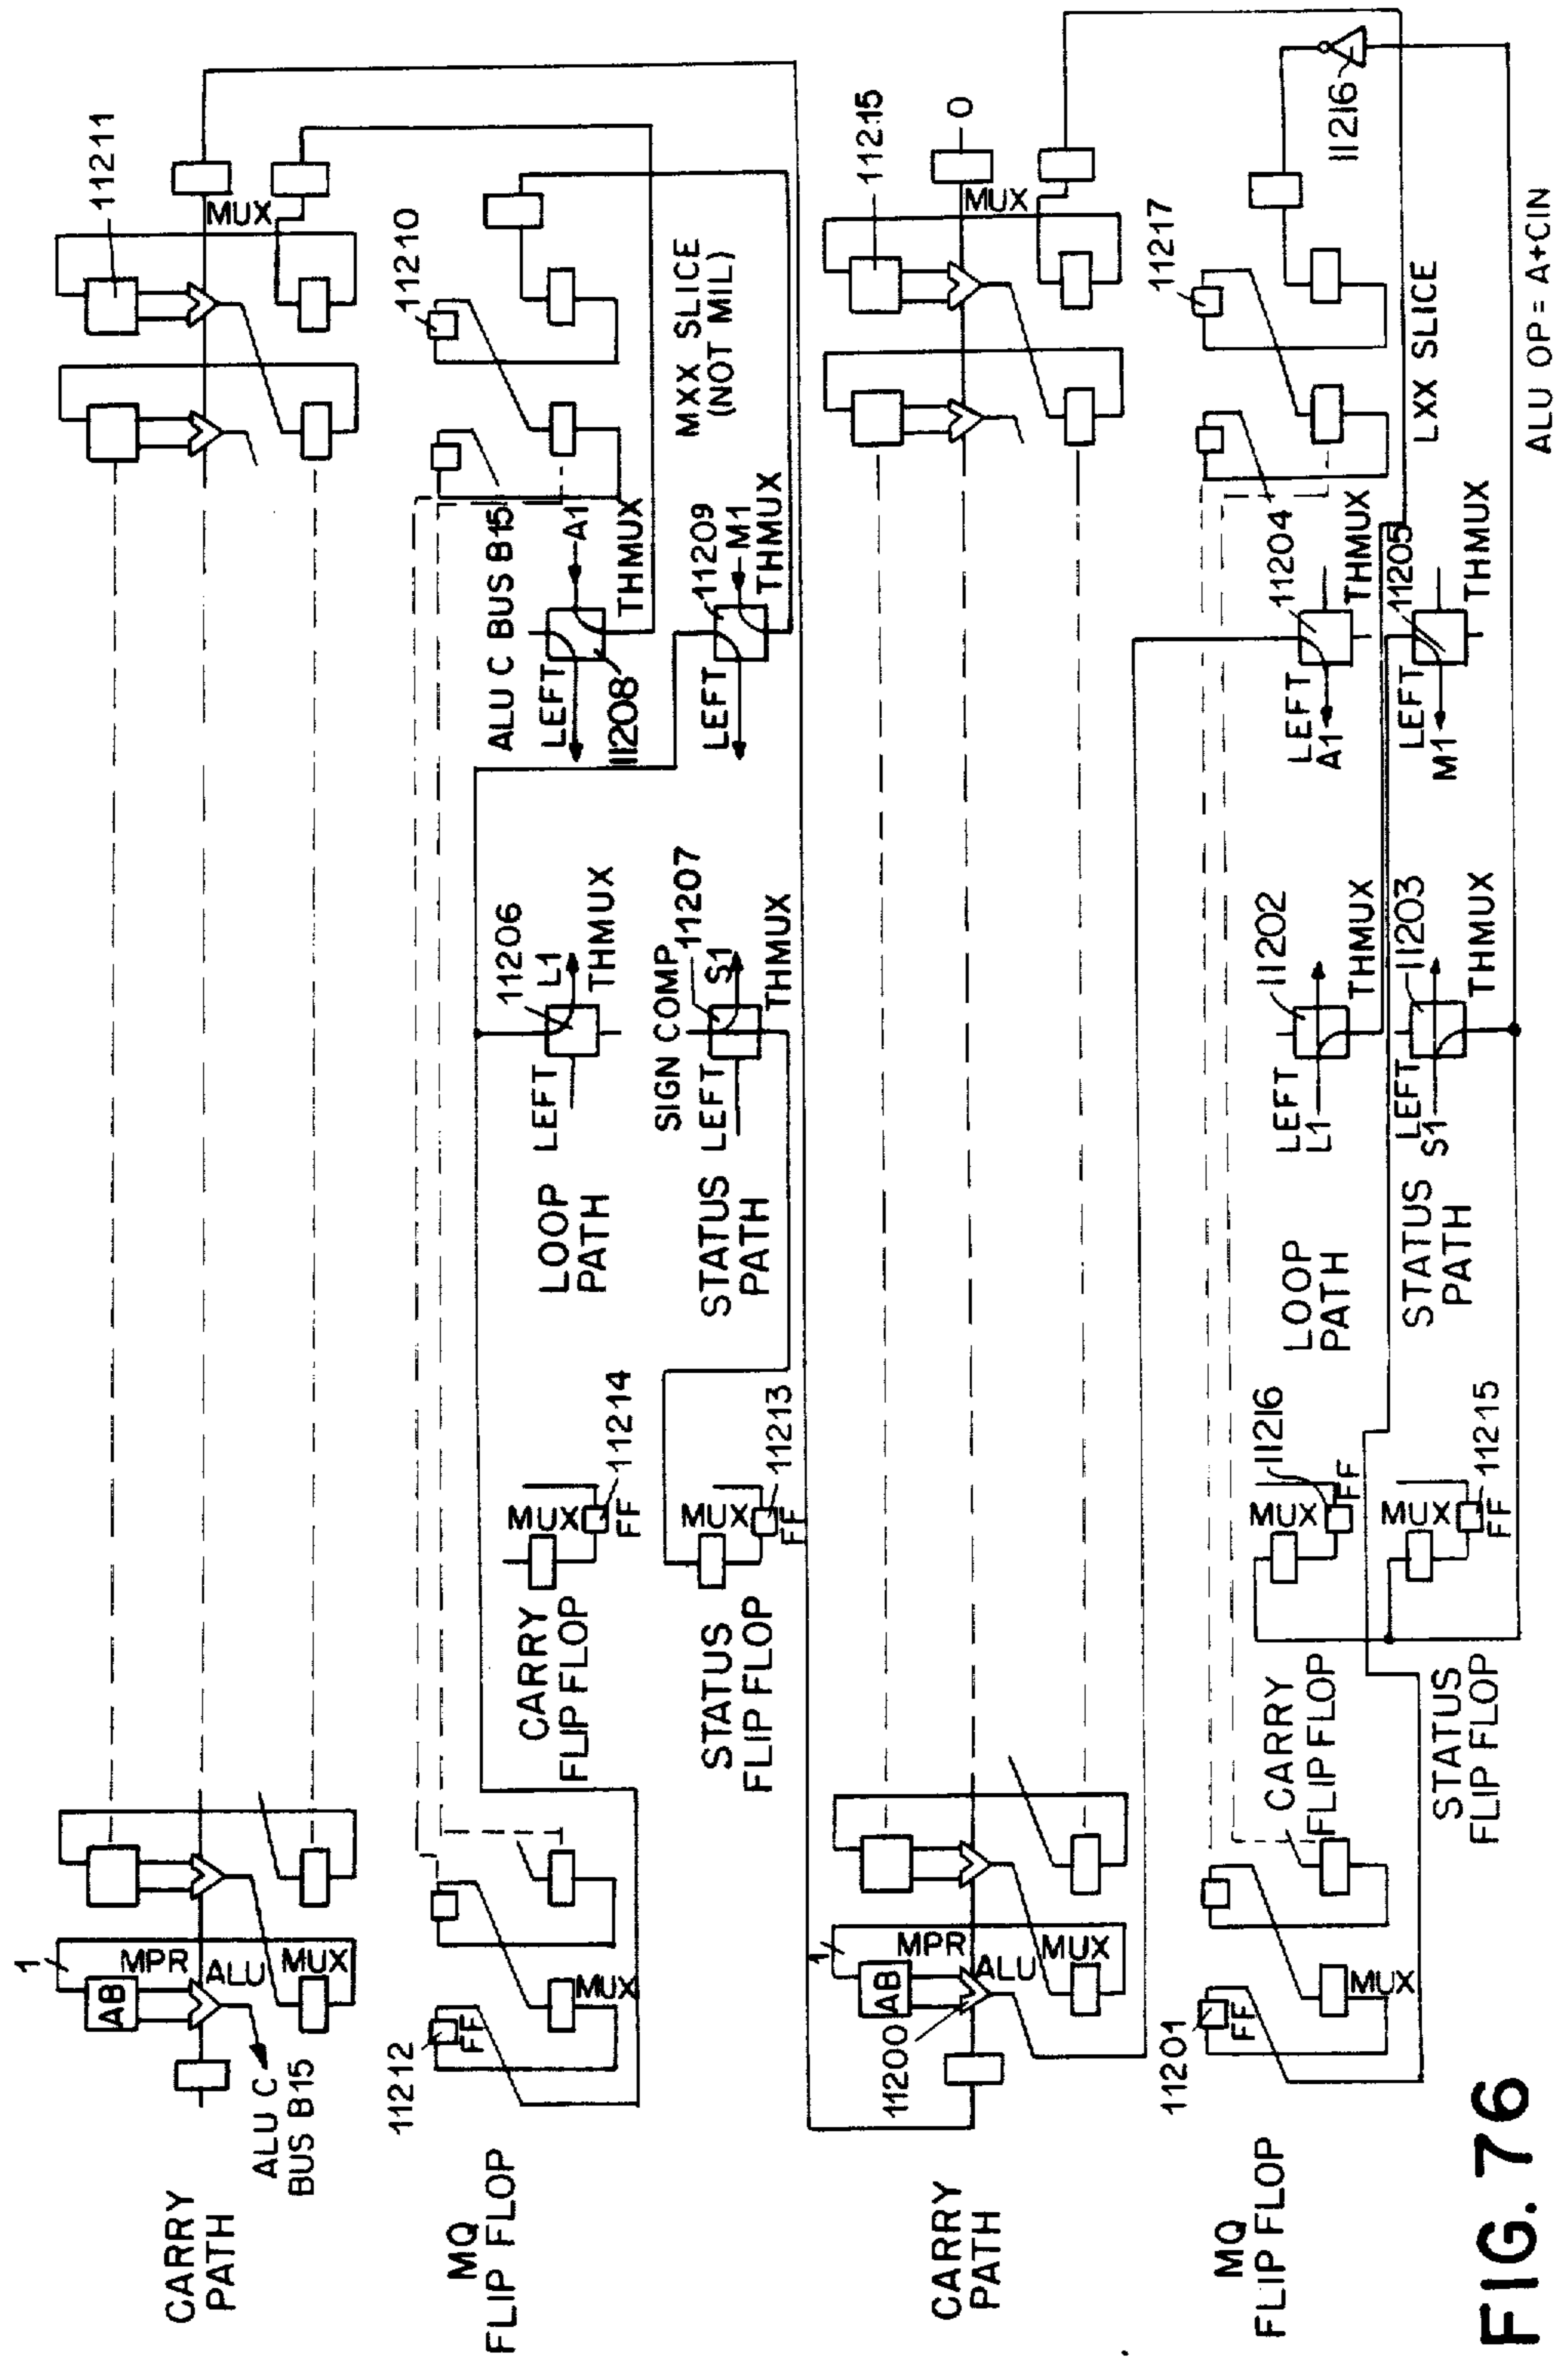 CARRY
PATH
1
AB
MPR
ALU
MUX
ALU C
BUS B15
MUX
11211
MQ
FLIP FLOP
11212
FF
MUX
11210
CARRY
FLIP FLOP
MUX
FF
11214
LOOP
PATH
LEFT
11206
L1
THMUX
ALU C BUS B15
LEFT
11208
A1
THMUX
MXX SLICE
(NOT MIL)
STATUS
FLIP FLOP
MUX
FF
11213
STATUS
PATH
SIGN COMP
LEFT
11207
S1
THMUX
LEFT
11209
M1
THMUX
CARRY
PATH
1
AB
MPR
ALU
MUX
11200
MUX
11215
0
MQ
FLIP FLOP
11201
FF
MUX
11217
CARRY
FLIP FLOP
MUX
11216
FF
LOOP
PATH
LEFT
L1
11202
THMUX
LEFT
A1
11204
THMUX
11216
STATUS
FLIP FLOP
MUX
FF
11215
STATUS
PATH
LEFT
S1
11203
THMUX
LEFT
M1
11205
THMUX
LXX SLICE
ALU OP = A+CIN
FIG. 76